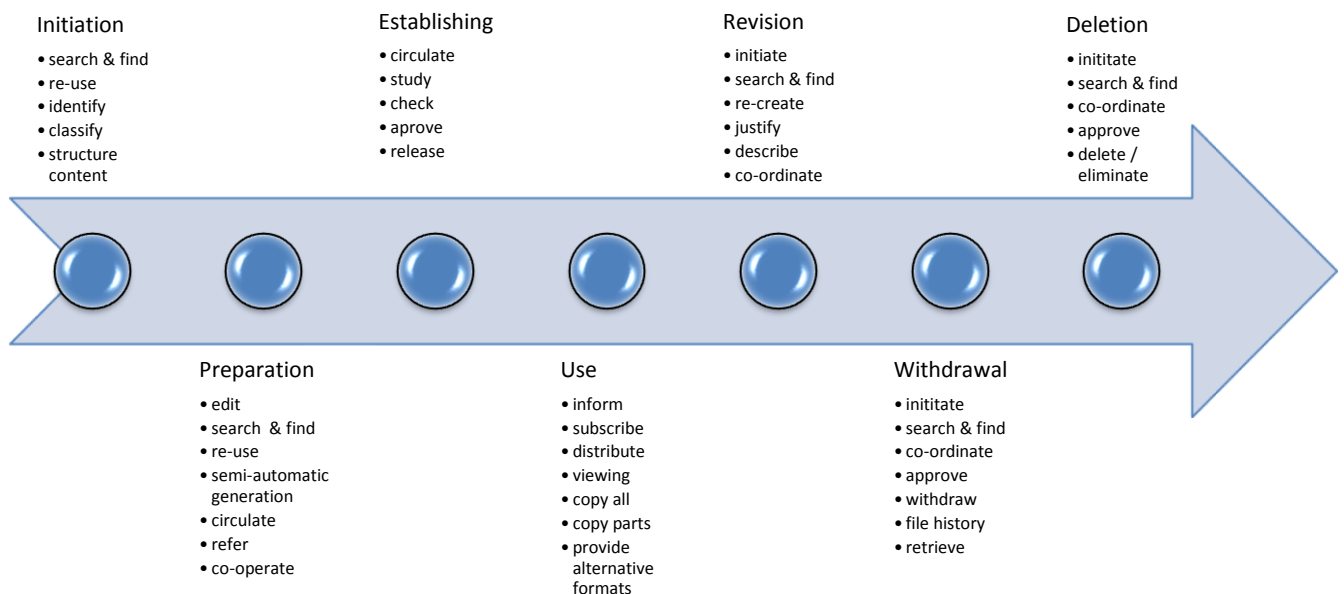 Initiation
• search & find
• re-use
• identify
• classify
• structure
content
Establishing
• circulate
• study
• check
• aprove
• release
Revision
• initiate
• search & find
• re-create
• justify
• describe
• co-ordinate
Deletion
• inititate
• search & find
• co-ordinate
• approve
• delete /
eliminate
Preparation
• edit
• search & find
• re-use
• semi-automatic
generation
• circulate
• refer
• co-operate
Use
• inform
• subscribe
• distribute
• viewing
• copy all
• copy parts
• provide
alternative
formats
Withdrawal
• inititate
• search & find
• co-ordinate
• approve
• withdraw
• file history
• retrieve